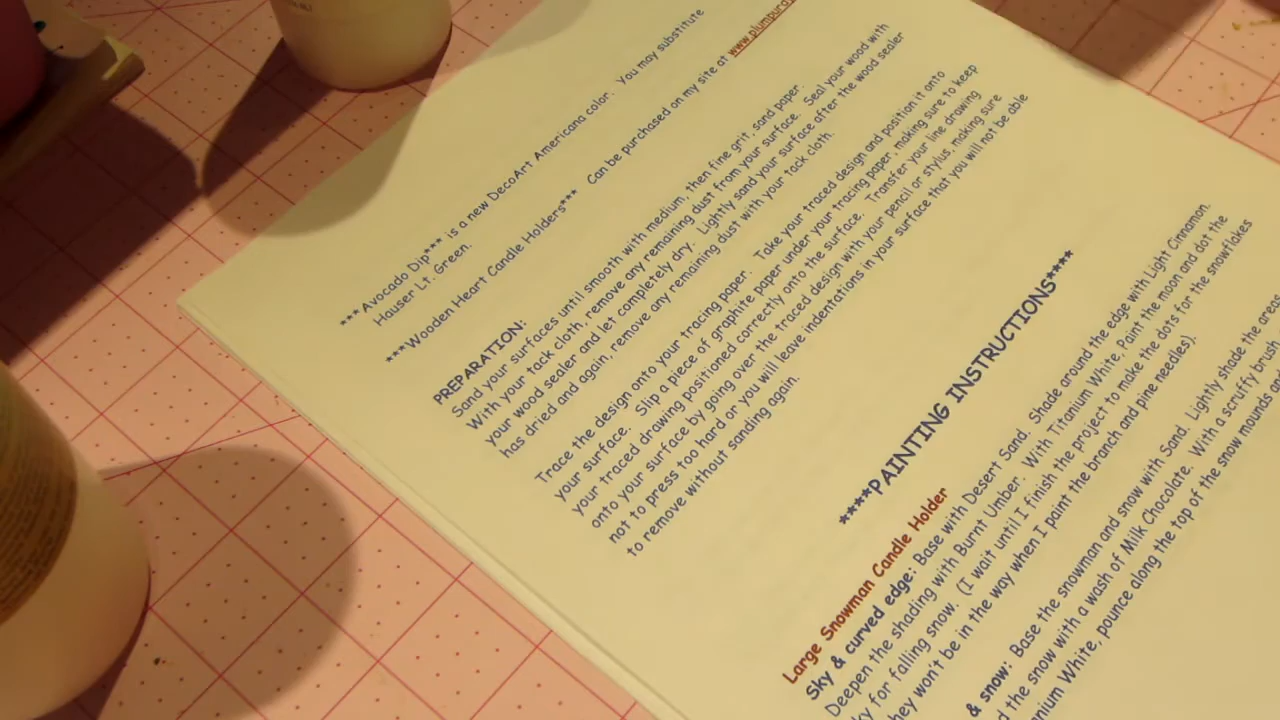 ***Avocado Dip*** is a new DecoArt Americana color. You may substitute
Hauser Lt. Green.
***Wooden Heart Candle Holders*** Can be purchased on my site at
PREPARATION:
Sand your surfaces until smooth with medium, then fine grit, sand paper.
With your tack cloth, remove any remaining dust from your surface. Seal your wood with
your wood sealer and let completely dry. Lightly sand your surface after the wood sealer
has dried and again, remove any remaining dust with your tack cloth.
Trace the design onto your tracing paper. Take your traced design and position it onto
your surface. Slip a piece of graphite paper under your tracing paper, making sure to keep
your traced drawing positioned correctly onto the surface. Transfer your line drawing
onto your surface by going over the traced design with your pencil or stylus, making sure
not to press too hard or you will leave indentations in your surface that you will not be able
to remove without sanding again.
****PAINTING INSTRUCTIONS****
Large Snowman Candle Holder
Sky & curved edge: Base with Desert Sand. Shade around the edge with Light Cinnamon.
Deepen the shading with Burnt Umber. With Titanium White, Paint the moon and dot the
ky for falling snow. (I wait until I finish the project to make the dots for the snowflakes
hey won't be in the way when I paint the branch and pine needles).
& snow: Base the snowman and snow with Sand. Lightly shade the areas
d the snow with a wash of Milk Chocolate. With a scruffy brush
nium White, pounce along the top of the snow mounds